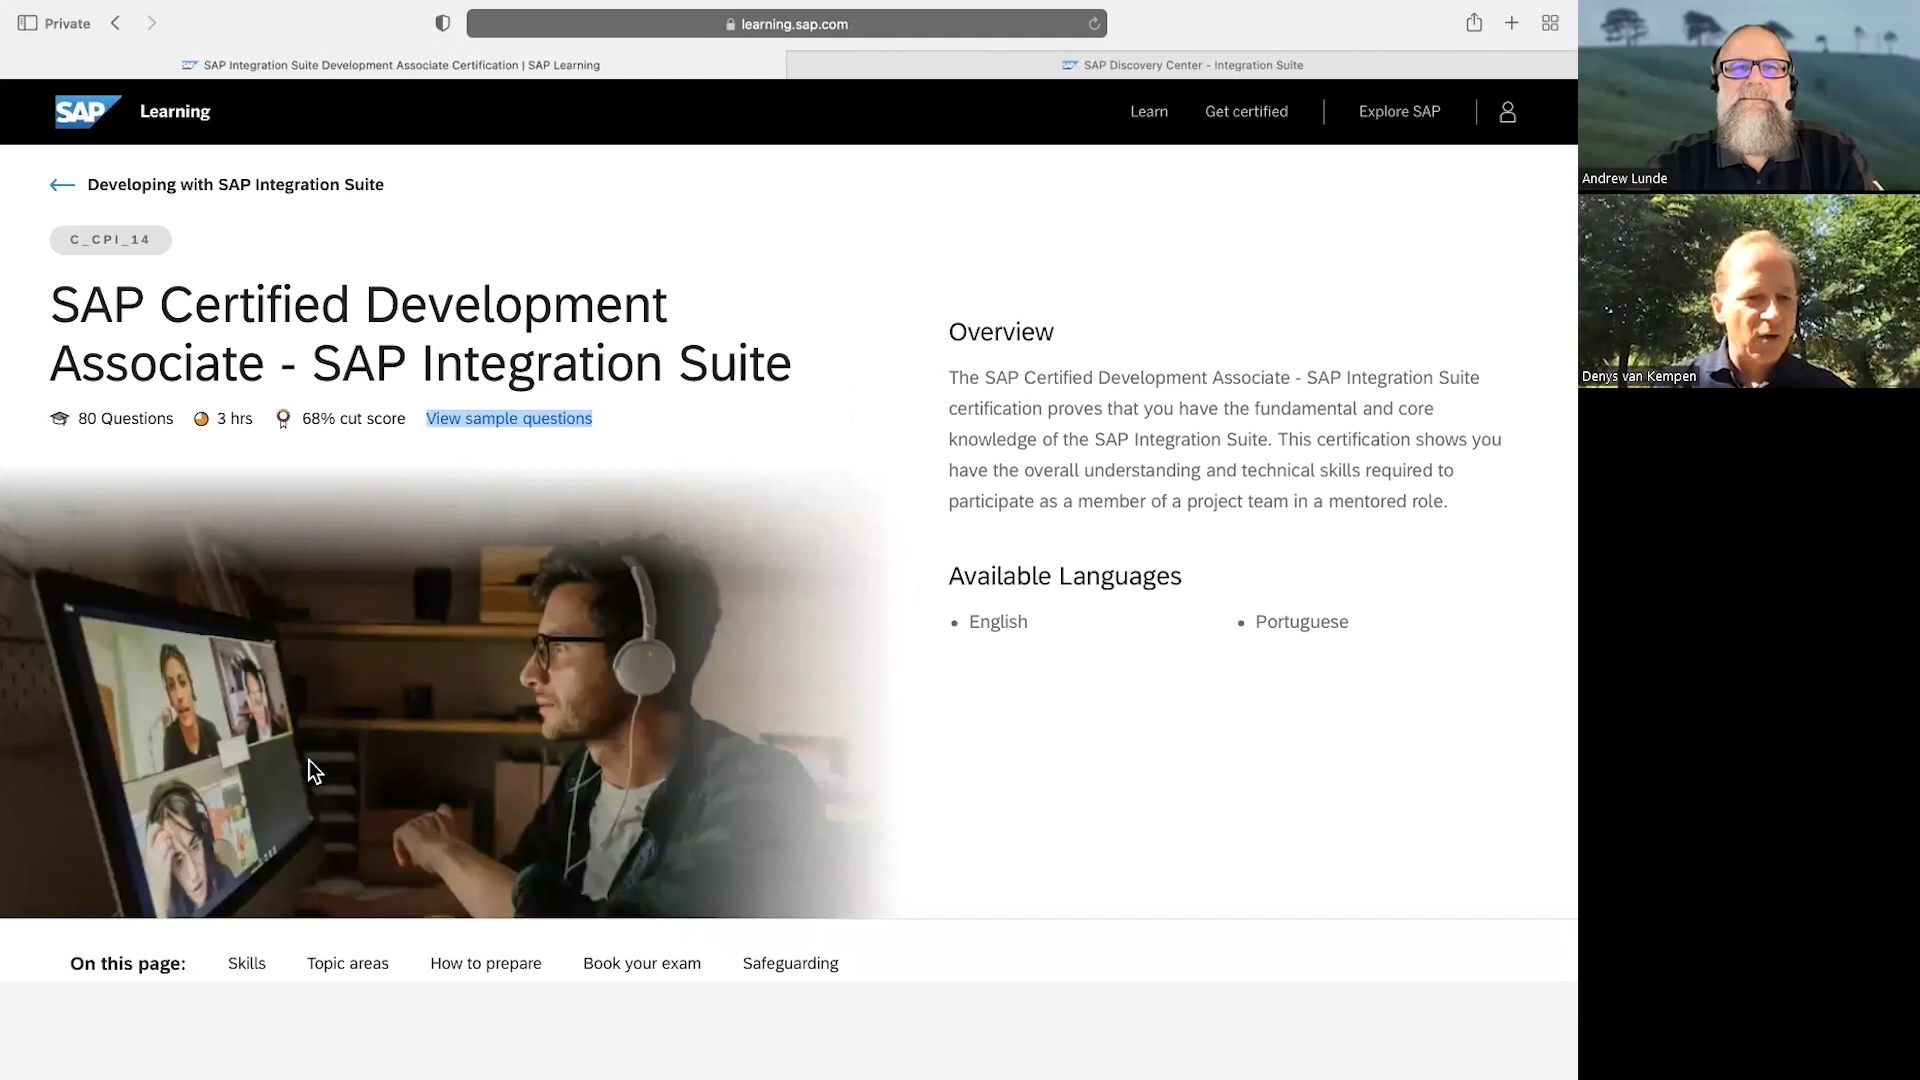 Private
learning.sap.com
SAP Integration Suite Development Associate Certification | SAP Learning
SAP Discovery Center - Integration Suite
SAP Learning
Learn
Get certified
Explore SAP
Andrew Lunde
Developing with SAP Integration Suite
C_CPI_14
SAP Certified Development
Associate - SAP Integration Suite
80 Questions 3 hrs 68% cut score View sample questions
Overview
The SAP Certified Development Associate - SAP Integration Suite
certification proves that you have the fundamental and core
knowledge of the SAP Integration Suite. This certification shows you
have the overall understanding and technical skills required to
participate as a member of a project team in a mentored role.
Available Languages
• English
• Portuguese
Denys van Kempen
On this page: Skills Topic areas How to prepare Book your exam Safeguarding